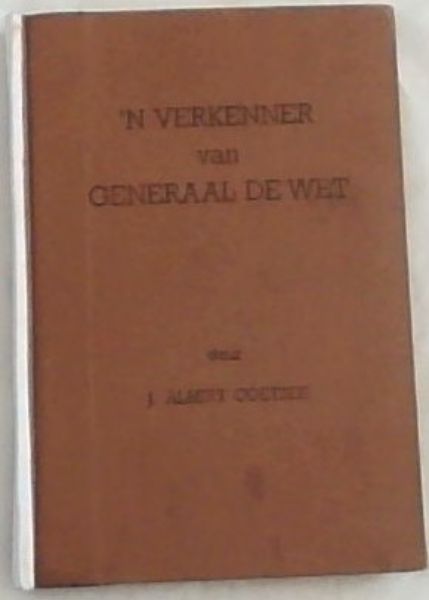 'N VERKENNER
van
GENERAAL DE WET
deur
J. ALBERT COETZEE